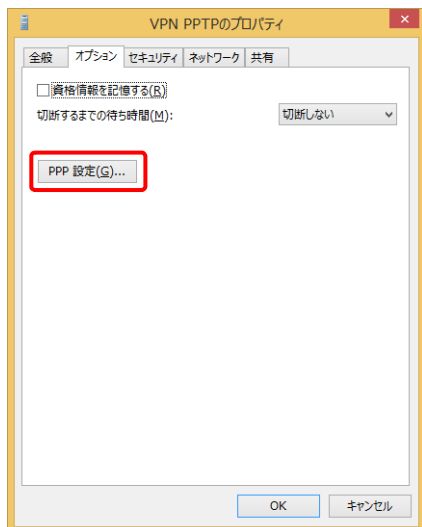 VPN PPTPのプロパティ
全般 オプション セキュリティ ネットワーク 共有
資格情報を記憶する(R)
切断するまでの待ち時間(M): 切断しない
PPP 設定(G)...
OK キャンセル